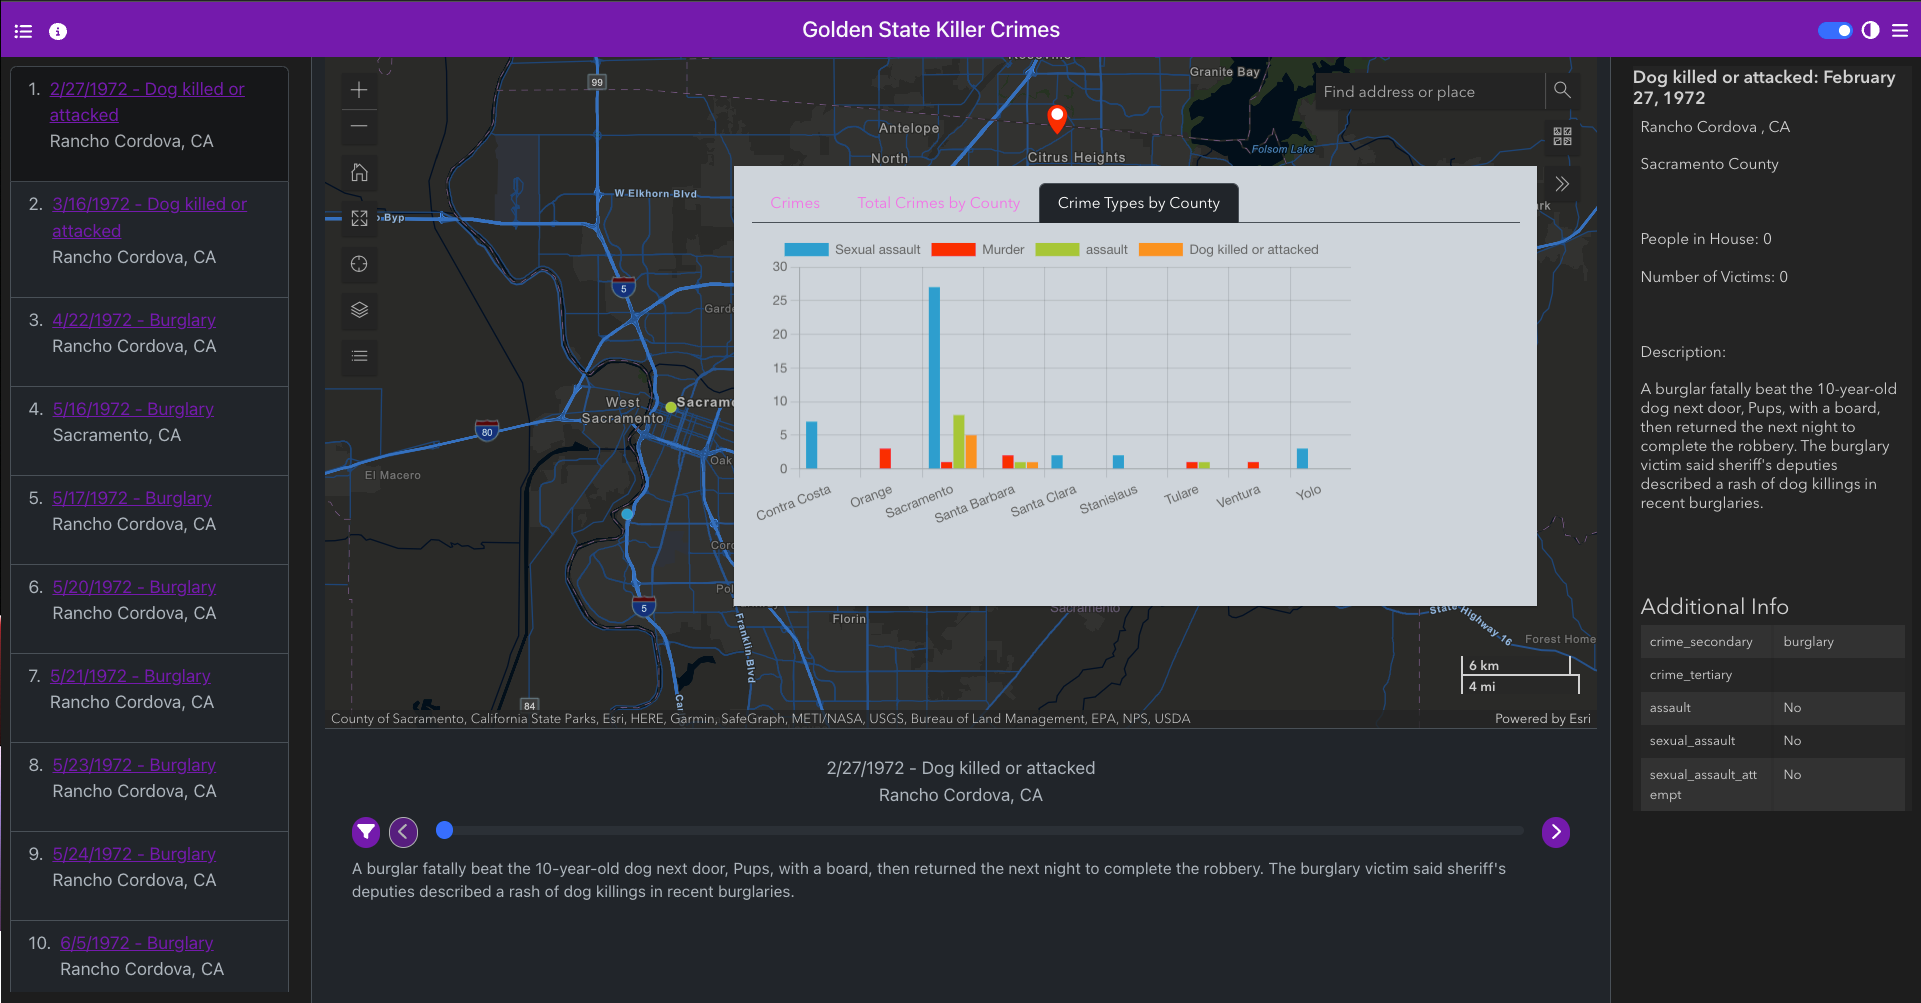 Golden State Killer Crimes
1. 2/27/1972 - Dog killed or
attacked
Rancho Cordova, CA
2. 3/16/1972 - Dog killed or
attacked
Rancho Cordova, CA
3. 4/22/1972 - Burglary
Rancho Cordova, CA
4. 5/16/1972 - Burglary
Sacramento, CA
5. 5/17/1972 - Burglary
Rancho Cordova, CA
6. 5/20/1972 - Burglary
Rancho Cordova, CA
7. 5/21/1972 - Burglary
Rancho Cordova, CA
8. 5/23/1972 - Burglary
Rancho Cordova, CA
9. 5/24/1972 - Burglary
Rancho Cordova, CA
10. 6/5/1972 - Burglary
Rancho Cordova, CA
Roseville
Granite Bay
99
Find address or place
Antelope
North
Citrus Heights
Folsom Lake
W Elkhorn Blvd
o Byp
rk
5
Garde
West
Sacramento
Sacrame
80
Oak
El Macero
Cord
5
Po
Franklin Blvd
Florin
Sacramento
State Highway 16
Forest Home
84
Car
Crimes
Total Crimes by County
Crime Types by County
Sexual assault
Murder
assault
Dog killed or attacked
30
25
20
15
10
5
0
Contra Costa
Orange
Sacramento
Santa Barbara
Santa Clara
Stanislaus
Tulare
Ventura
Yolo
6 km
4 mi
County of Sacramento, California State Parks, Esri, HERE, Garmin, SafeGraph, METI/NASA, USGS, Bureau of Land Management, EPA, NPS, USDA
Powered by Esri
2/27/1972 - Dog killed or attacked
Rancho Cordova, CA
A burglar fatally beat the 10-year-old dog next door, Pups, with a board, then returned the next night to complete the robbery. The burglary victim said sheriff's
deputies described a rash of dog killings in recent burglaries.
Dog killed or attacked: February
27, 1972
Rancho Cordova , CA
Sacramento County
People in House: 0
Number of Victims: 0
Description:
A burglar fatally beat the 10-year-old
dog next door, Pups, with a board,
then returned the next night to
complete the robbery. The burglary
victim said sheriff's deputies
described a rash of dog killings in
recent burglaries.
Additional Info
crime_secondary burglary
crime_tertiary
assault No
sexual_assault No
sexual_assault_att No
empt